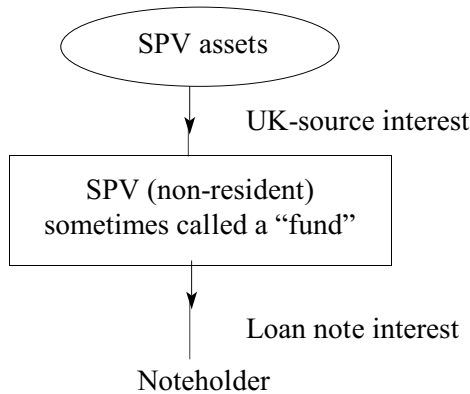 SPV assets
UK-source interest
SPV (non-resident)
sometimes called a “fund”
Loan note interest
Noteholder